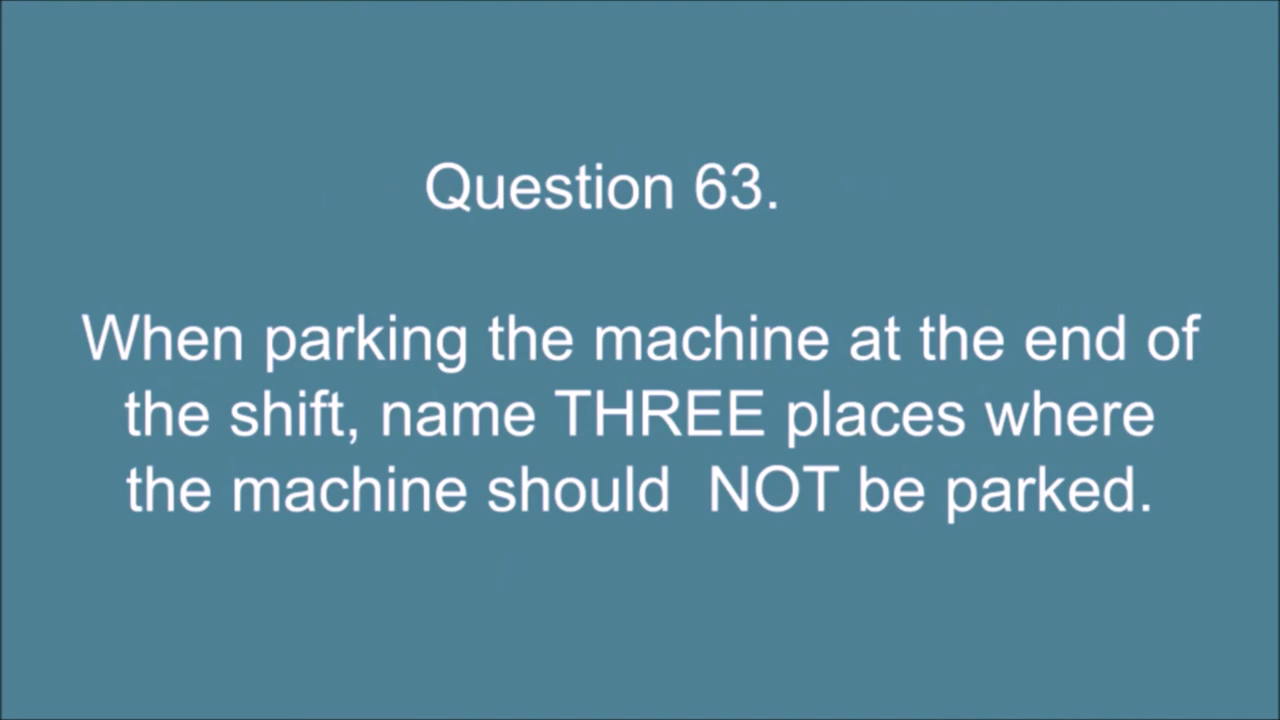 Question 63.
When parking the machine at the end of
the shift, name THREE places where
the machine should NOT be parked.